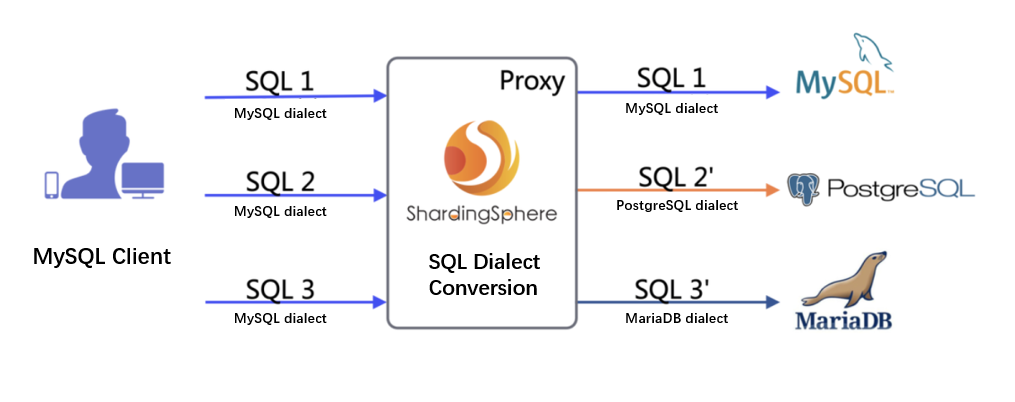 SQL 1
MySQL dialect
SQL 2
MySQL dialect
SQL 3
MySQL dialect
MySQL Client
Proxy
ShardingSphere
SQL Dialect
Conversion
SQL 1
MySQL dialect
SQL 2'
PostgreSQL dialect
SQL 3'
MariaDB dialect
MySQL™
PostgreSQL
MariaDB